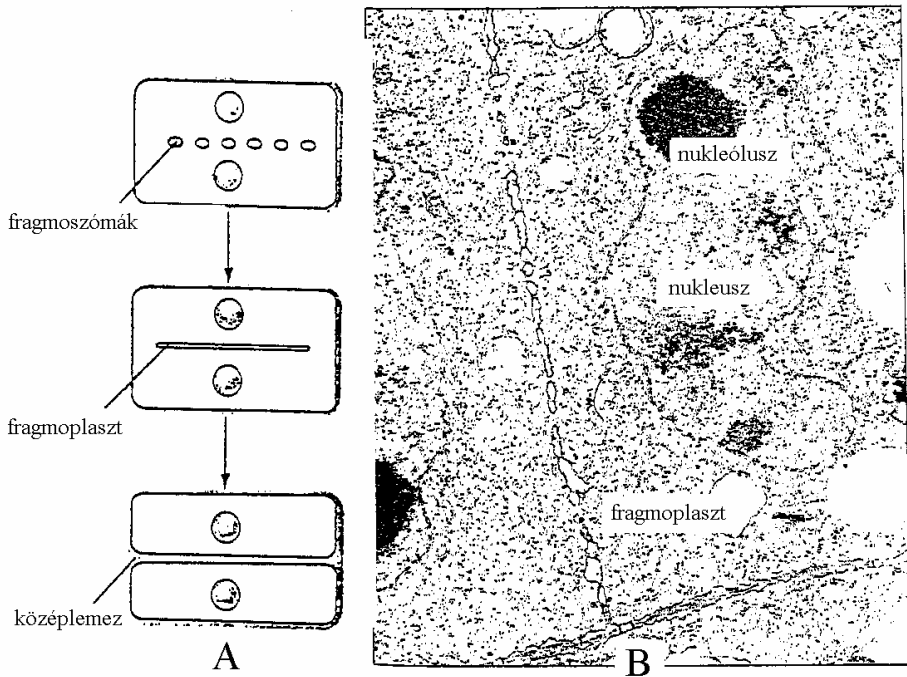 fragmoszómák
fragmoplaszt
középlemez
A
nukleólusz
nukleusz
fragmoplaszt
B